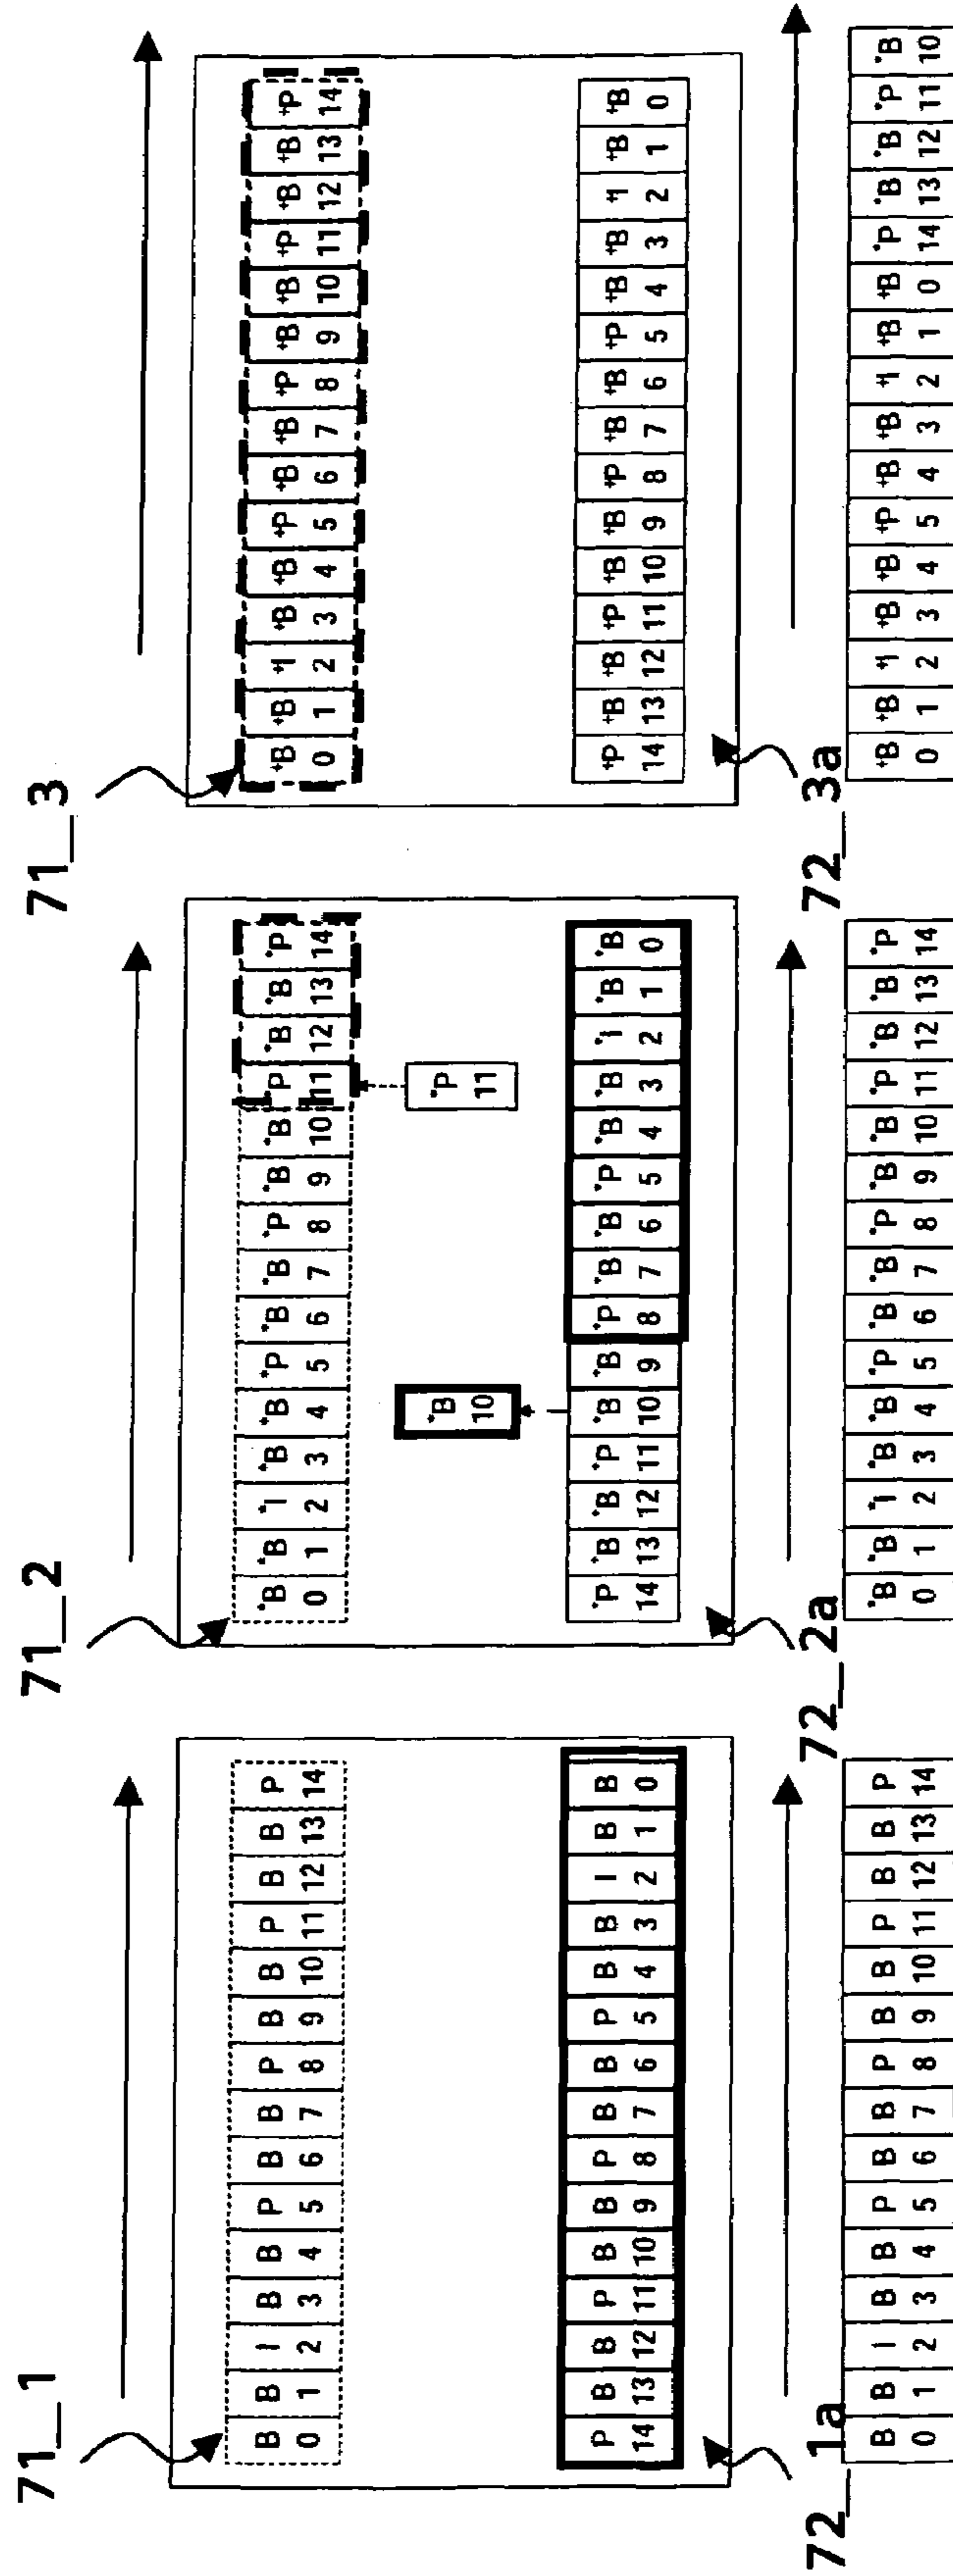 71_1 71_2 71_3
B B I B B P B B P B B P B B P
0 1 2 3 4 5 6 7 8 9 10 11 12 13 14
*B *B *I *B *B *P *B *B *P *B *B *P *B *B *P
0 1 2 3 4 5 6 7 8 9 10 11 12 13 14
+B +B +I +B +B +P +B +B +P +B +B +P +B +B +P
0 1 2 3 4 5 6 7 8 9 10 11 12 13 14
*B *P
10 11
P B B P B B P B B P B B I B B
14 13 12 11 10 9 8 7 6 5 4 3 2 1 0
*P *B *B *P *B *B *P *B *B *P *B *B *I *B *B
14 13 12 11 10 9 8 7 6 5 4 3 2 1 0
+P +B +B +P +B +B +P +B +B +P +B +B +I +B +B
14 13 12 11 10 9 8 7 6 5 4 3 2 1 0
72_1a 72_2a 72_3a
B B I B B P B B P B B P B B P
0 1 2 3 4 5 6 7 8 9 10 11 12 13 14
*B *B *I *B *B *P *B *B *P *B *B *P *B *B *P
0 1 2 3 4 5 6 7 8 9 10 11 12 13 14
+B +B +I +B +B +P +B +B +I +B +B *P *B *B *P *B
0 1 2 3 4 5 4 3 2 1 0 14 13 12 11 10